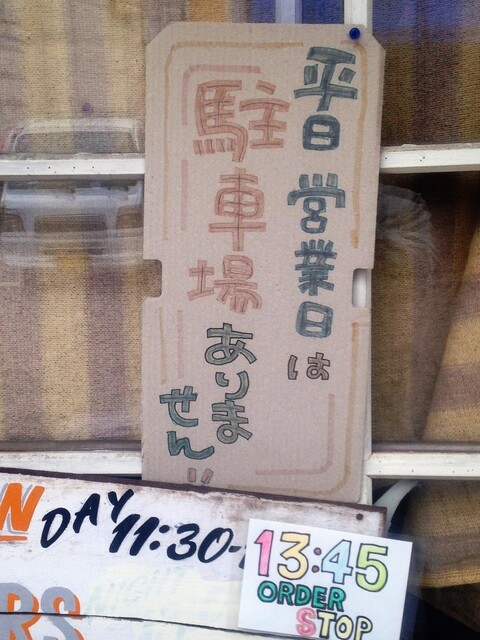 平日 営業日は
駐車場ありま
せん
N DAY 11:30-
RS
13:45
ORDER
STOP